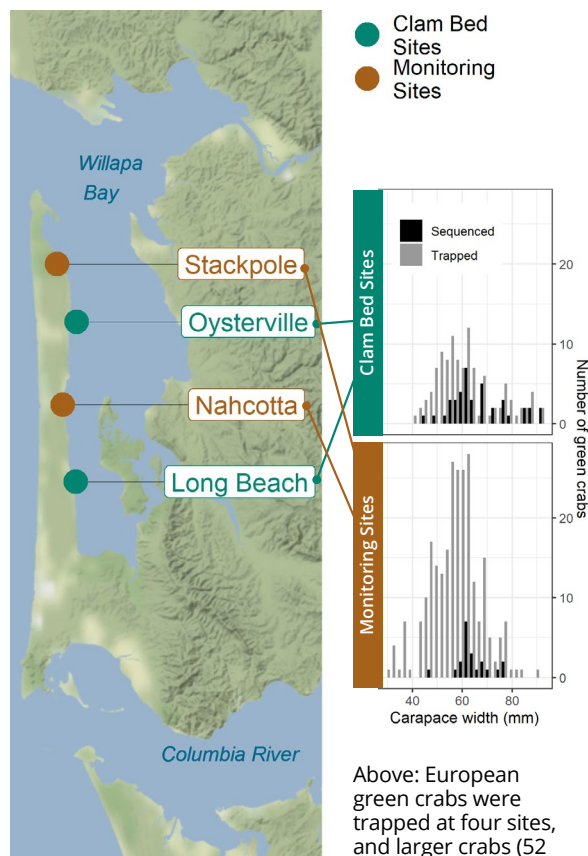 Clam Bed
Sites
Monitoring
Sites
Willapa
Bay
Stackpole
Oysterville
Nahcotta
Long Beach
Columbia River
Clam Bed Sites
Monitoring Sites
Sequenced
Trapped
20
10
0
20
10
0
Number of green crabs
40 60 80
Carapace width (mm)
Above: European
green crabs were
trapped at four sites,
and larger crabs (52